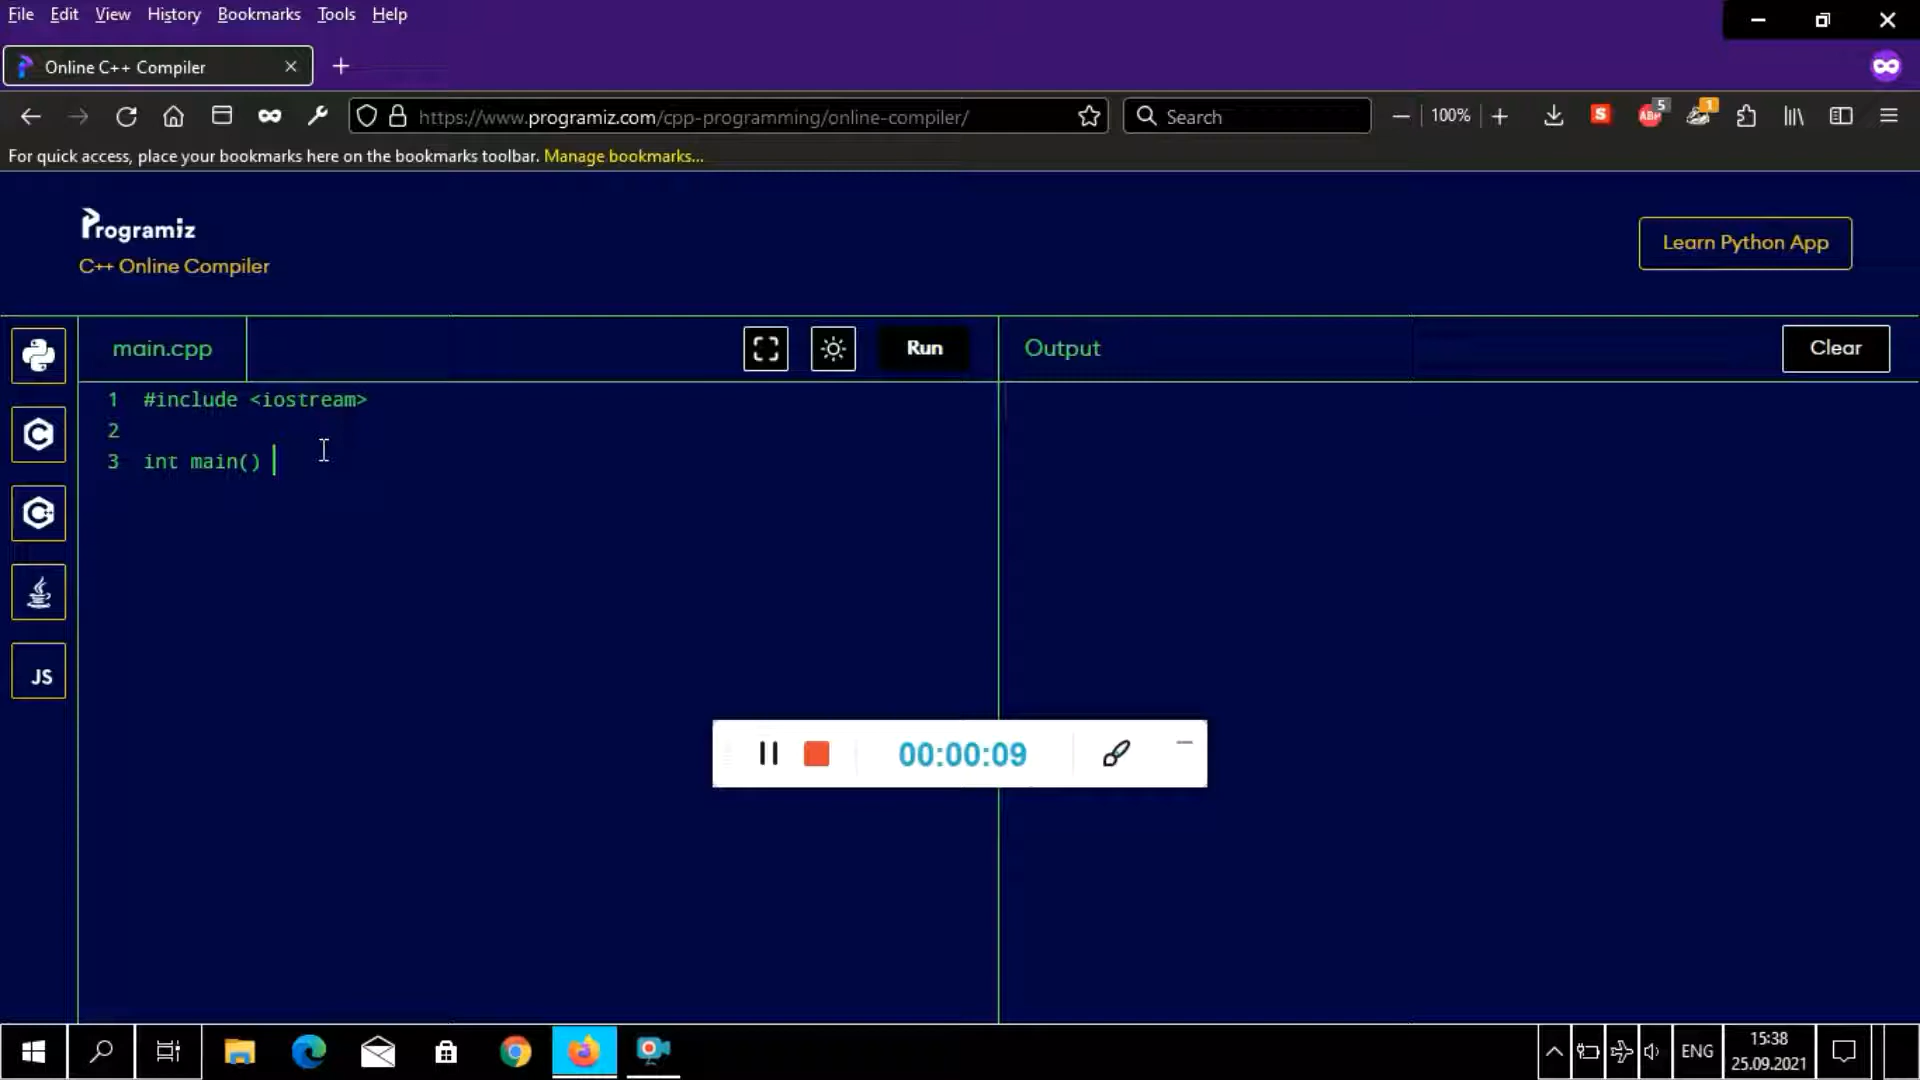 File Edit View History Bookmarks Tools Help
Online C++ Compiler
https://www.programiz.com/cpp-programming/online-compiler/
Search
100%
S
ABP
5
1
For quick access, place your bookmarks here on the bookmarks toolbar. Manage bookmarks...
Programiz
C++ Online Compiler
Learn Python App
main.cpp
Run
Output
Clear
1 #include <iostream>
2
3 int main()
C
C+
JS
00:00:09
ENG
15:38
25.09.2021